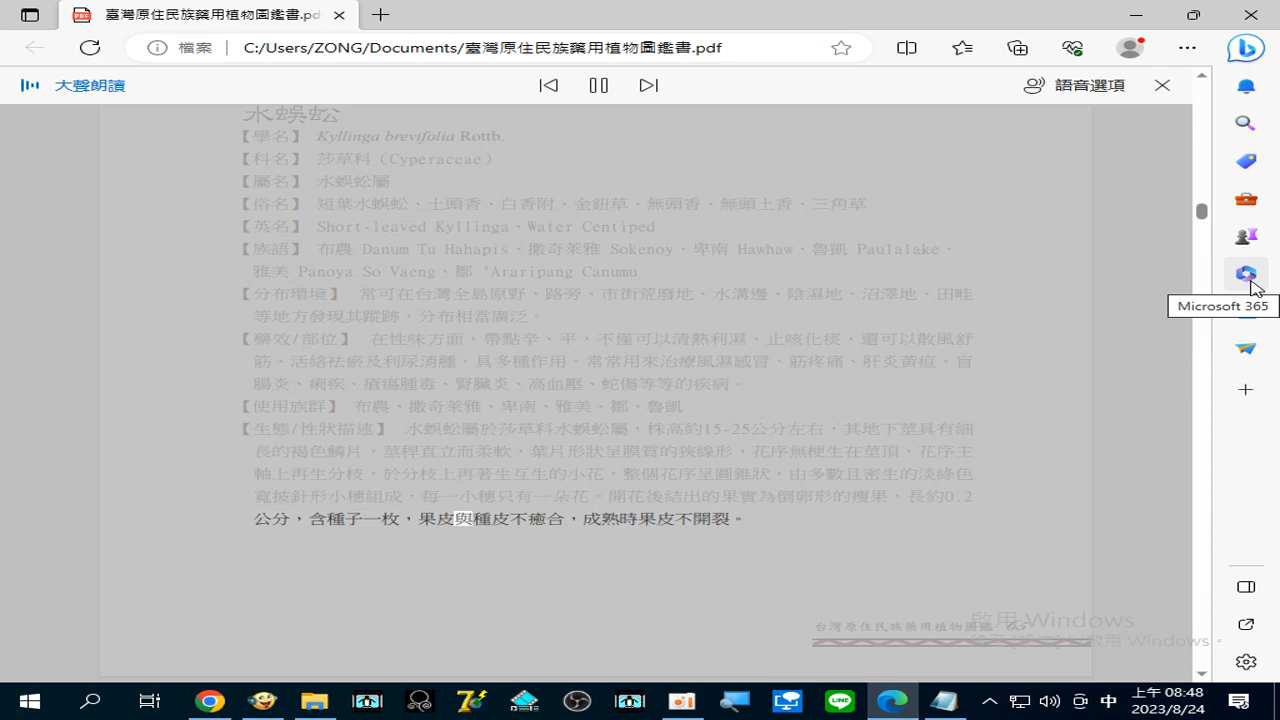 臺灣原住民族藥用植物圖鑑書.pdf
檔案
C:/Users/ZONG/Documents/臺灣原住民族藥用植物圖鑑書.pdf
大聲朗讀
語音選項
水蜈蚣
【學名】 Kyllinga brevifolia Rottb.
【科名】 莎草科（Cyperaceae）
【屬名】 水蜈蚣屬
【俗名】 短葉水蜈蚣、土頭香、白香附、金鈕草、無頭香、無頭土香、三角草
【英名】 Short-leaved Kyllinga、Water Centiped
【族語】 布農 Danum Tu Hahapis、撒奇萊雅 Sokenoy、卑南 Hawhaw、魯凱 Paulalake、
雅美 Panoya So Vaeng、鄒 'Araripang Canumu
【分布環境】 常可在台灣全島原野、路旁、市街荒廢地、水溝邊、陰濕地、沼澤地、田畦
等地方發現其蹤跡，分布相當廣泛。
【藥效/部位】 在性味方面，帶點辛、平，不僅可以清熱利濕、止咳化痰，還可以散風舒
筋、活絡袪瘀及利尿消腫，具多種作用。常常用來治療風濕感冒、筋疼痛、肝炎黃疸、盲
腸炎、痢疾、瘡瘍腫毒、腎臟炎、高血壓、蛇傷等等的疾病。
【使用族群】 布農、撒奇萊雅、卑南、雅美、鄒、魯凱
【生態/性狀描述】 水蜈蚣屬於莎草科水蜈蚣屬，株高約15-25公分左右，其地下莖具有細
長的褐色鱗片，莖稈直立而柔軟，葉片形狀呈膜質的狹線形，花序無梗生在莖頂，花序主
軸上再生分枝，於分枝上再著生互生的小花，整個花序呈圓錐狀，由多數且密生的淡綠色
寬披針形小穗組成，每一小穗只有一朵花。開花後結出的果實為倒卵形的瘦果，長約0.2
公分，含種子一枚，果皮與種皮不癒合，成熟時果皮不開裂。
台灣原住民族藥用植物圖鑑
啟用 Windows
Microsoft 365
中
上午 08:48
2023/8/24